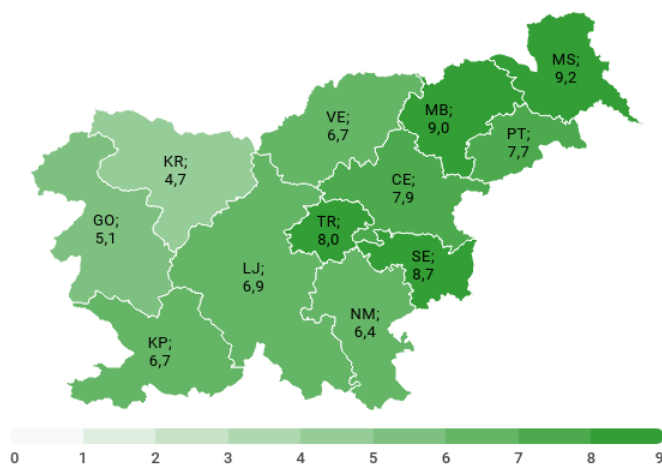 MS;
9,2
VE;
6,7
MB;
9,0
PT;
7,7
KR;
4,7
CE;
7,9
GO;
5,1
TR;
8,0
SE;
8,7
LJ;
6,9
NM;
6,4
KP;
6,7
0 1 2 3 4 5 6 7 8 9